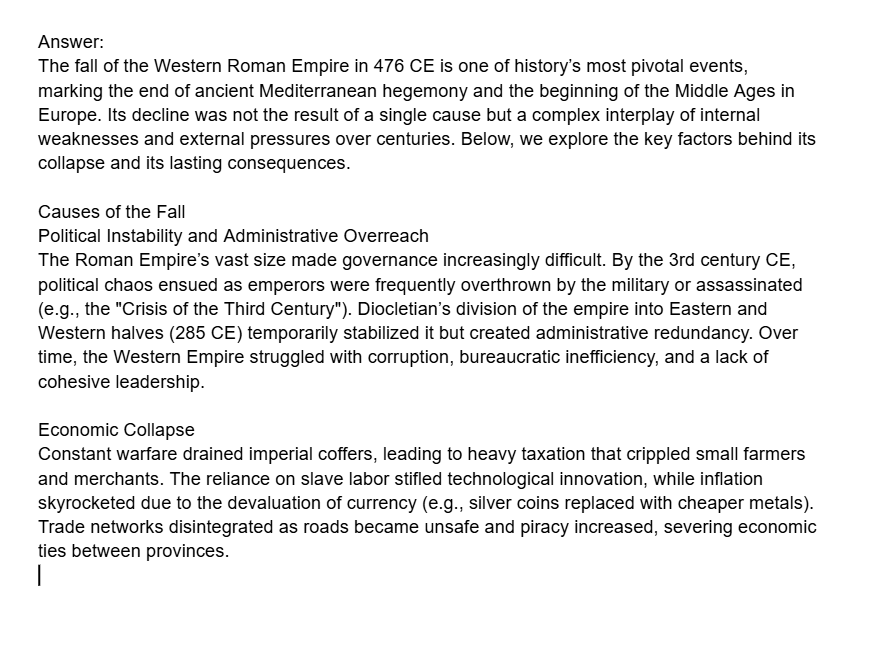 Answer:
The fall of the Western Roman Empire in 476 CE is one of history’s most pivotal events,
marking the end of ancient Mediterranean hegemony and the beginning of the Middle Ages in
Europe. Its decline was not the result of a single cause but a complex interplay of internal
weaknesses and external pressures over centuries. Below, we explore the key factors behind its
collapse and its lasting consequences.
Causes of the Fall
Political Instability and Administrative Overreach
The Roman Empire’s vast size made governance increasingly difficult. By the 3rd century CE,
political chaos ensued as emperors were frequently overthrown by the military or assassinated
(e.g., the "Crisis of the Third Century"). Diocletian’s division of the empire into Eastern and
Western halves (285 CE) temporarily stabilized it but created administrative redundancy. Over
time, the Western Empire struggled with corruption, bureaucratic inefficiency, and a lack of
cohesive leadership.
Economic Collapse
Constant warfare drained imperial coffers, leading to heavy taxation that crippled small farmers
and merchants. The reliance on slave labor stifled technological innovation, while inflation
skyrocketed due to the devaluation of currency (e.g., silver coins replaced with cheaper metals).
Trade networks disintegrated as roads became unsafe and piracy increased, severing economic
ties between provinces.